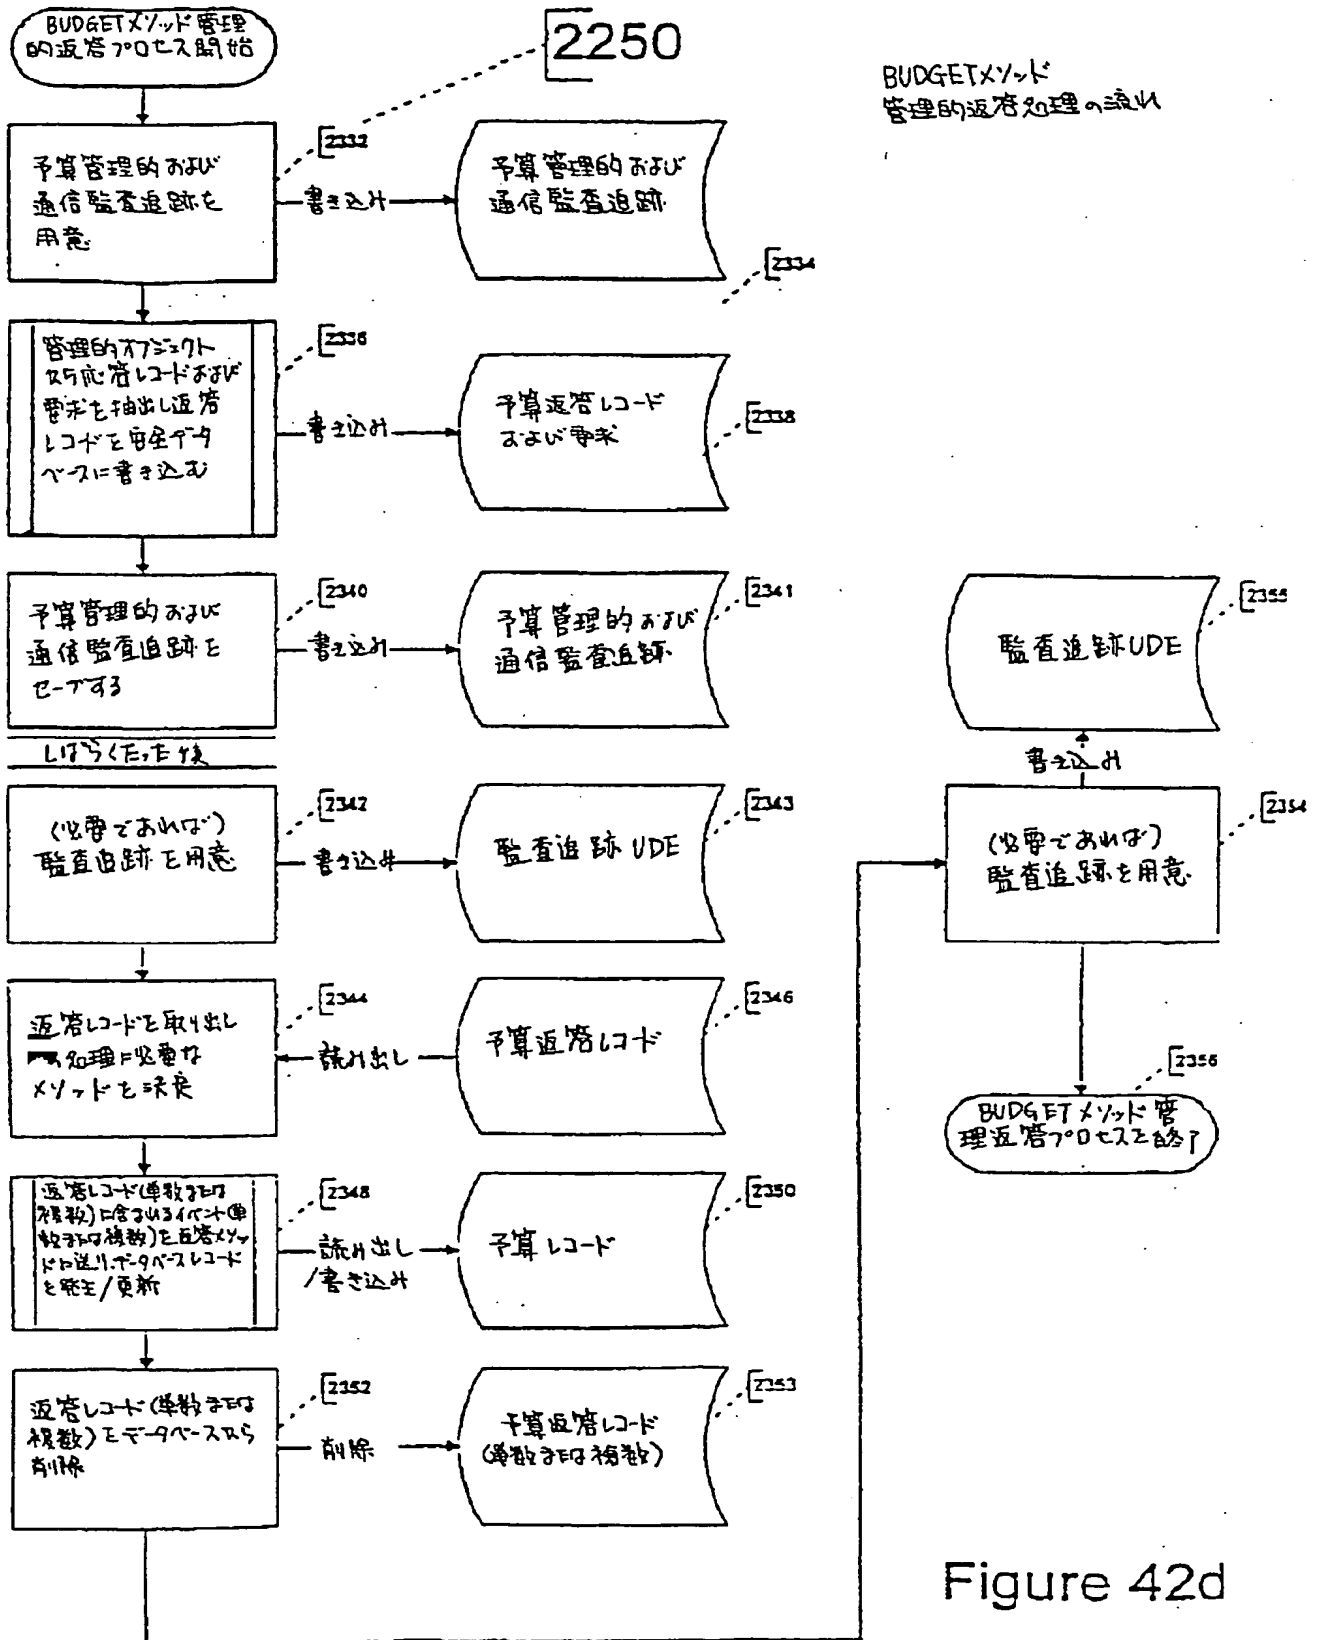 BUDGETメソッド管理
的返答プロセス開始
2250
BUDGETメソッド
管理的返答処理の流れ
予算管理的および
通信監査追跡を
用意
2332
書き込み
予算管理的および
通信監査追跡
2334
管理的オブジェクト
から応答レコードおよび
要求を抽出し返答
レコードを安全データ
ベースに書き込む
2336
書き込み
予算返答レコード
および要求
2338
予算管理的および
通信監査追跡を
セーブする
2340
書き込み
予算管理的および
通信監査追跡
2341
しばらくたった後
(必要であれば)
監査追跡を用意
2342
書き込み
監査追跡 UDE
2343
返答レコードを取り出し
処理に必要な
メソッドを決定
2344
読み出し
予算返答レコード
2346
返答レコード(単数または
複数)に含まれるイベント(単
数または複数)を返答メソッ
ドに送り、データベースレコード
を発生/更新
2348
読み出し
/書き込み
予算レコード
2350
返答レコード(単数または
複数)をデータベースから
削除
2352
削除
予算返答レコード
(単数または複数)
2353
監査追跡UDE
2355
書き込み
(必要であれば)
監査追跡を用意
2354
BUDGETメソッド管
理返答プロセスを終了
2356
Figure 42d